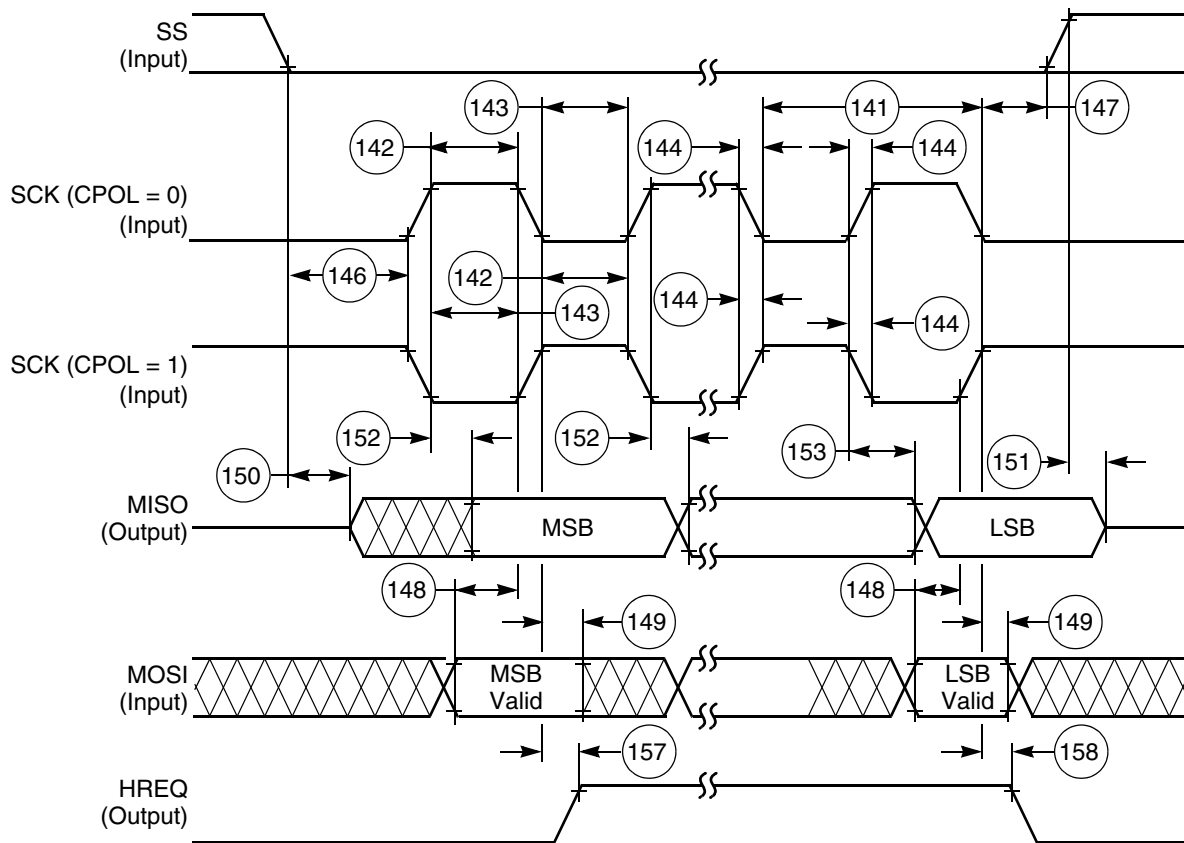 SS
(Input)
143
141
147
142
144
144
SCK (CPOL = 0)
(Input)
146
142
144
143
144
SCK (CPOL = 1)
(Input)
152
152
153
150
151
MISO
(Output)
MSB
LSB
148
148
149
149
MOSI
(Input)
MSB
Valid
LSB
Valid
157
158
HREQ
(Output)